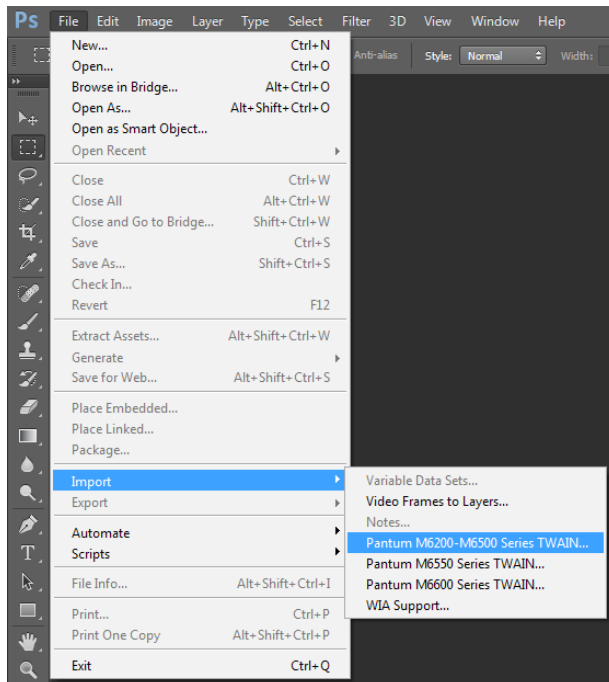 Ps File Edit Image Layer Type Select Filter 3D View Window Help
Anti-alias Style: Normal Width:
New... Ctrl+N
Open... Ctrl+O
Browse in Bridge... Alt+Ctrl+O
Open As... Alt+Shift+Ctrl+O
Open as Smart Object...
Open Recent
Close Ctrl+W
Close All Alt+Ctrl+W
Close and Go to Bridge... Shift+Ctrl+W
Save Ctrl+S
Save As... Shift+Ctrl+S
Check In...
Revert F12
Extract Assets... Alt+Shift+Ctrl+W
Generate
Save for Web... Alt+Shift+Ctrl+S
Place Embedded...
Place Linked...
Package...
Import
Export
Automate
Scripts
File Info... Alt+Shift+Ctrl+I
Print... Ctrl+P
Print One Copy Alt+Shift+Ctrl+P
Exit Ctrl+Q
Variable Data Sets...
Video Frames to Layers...
Notes...
Pantum M6200-M6500 Series TWAIN...
Pantum M6550 Series TWAIN...
Pantum M6600 Series TWAIN...
WIA Support...